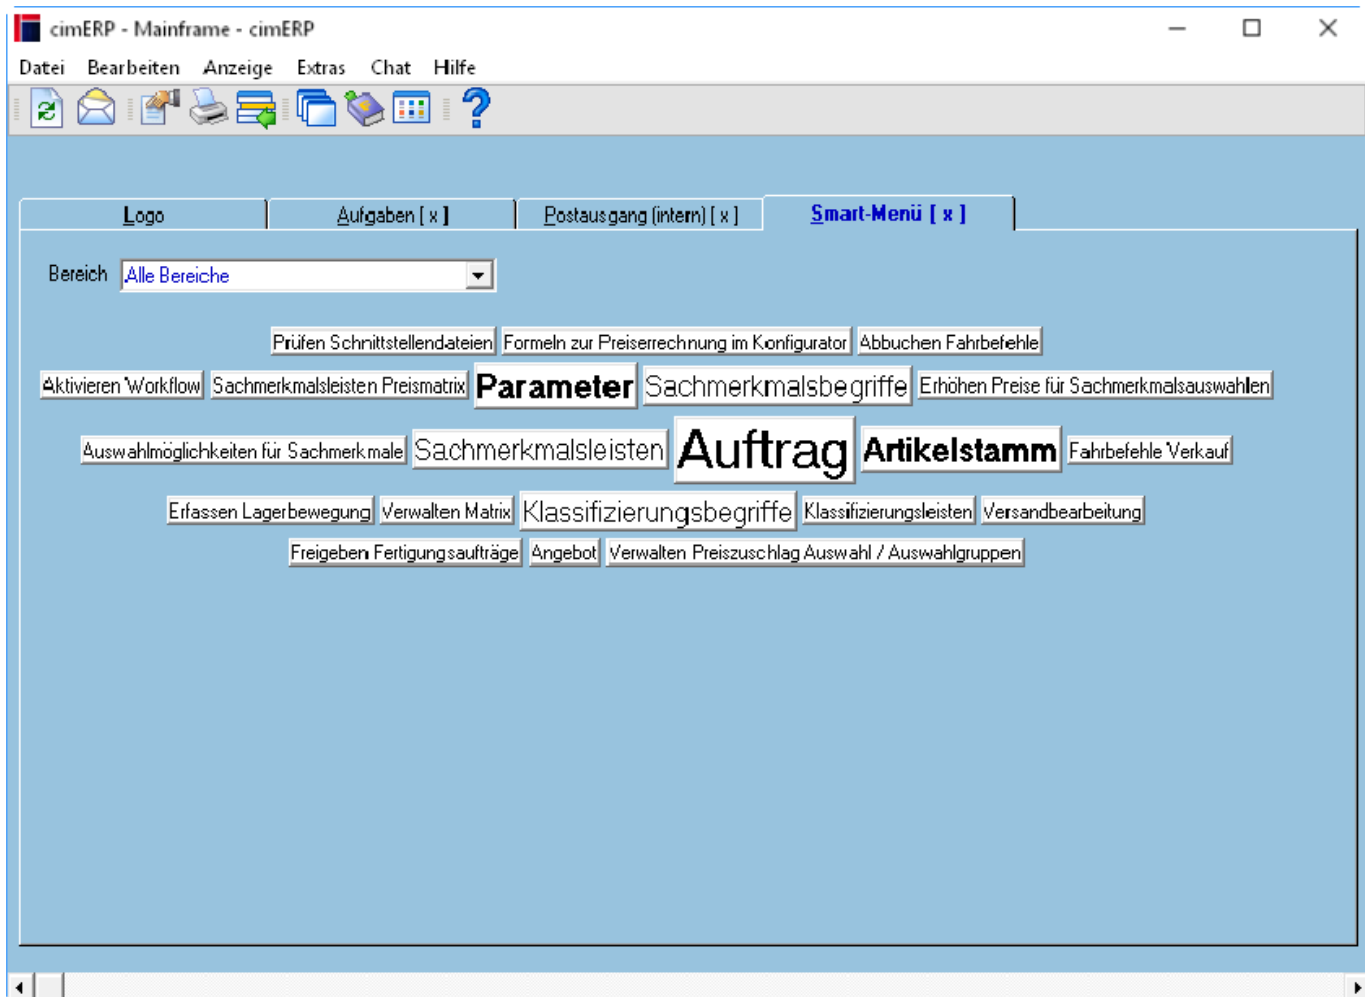 cimERP - Mainframe - cimERP
Datei Bearbeiten Anzeige Extras Chat Hilfe
Logo Aufgaben [ x ] Postausgang (intern) [ x ] Smart-Menü [ x ]
Bereich Alle Bereiche
Prüfen Schnittstellendateien Formeln zur Preiserrechnung im Konfigurator Abbuchen Fahrbefehle
Aktivieren Workflow Sachmerkmalsleisten Preismatrix Parameter Sachmerkmalsbegriffe Erhöhen Preise für Sachmerkmalsauswahlen
Auswahlmöglichkeiten für Sachmerkmale Sachmerkmalsleisten Auftrag Artikelstamm Fahrbefehle Verkauf
Erfassen Lagerbewegung Verwalten Matrix Klassifizierungsbegriffe Klassifizierungsleisten Versandbearbeitung
Freigeben Fertigungsaufträge Angebot Verwalten Preiszuschlag Auswahl / Auswahlgruppen